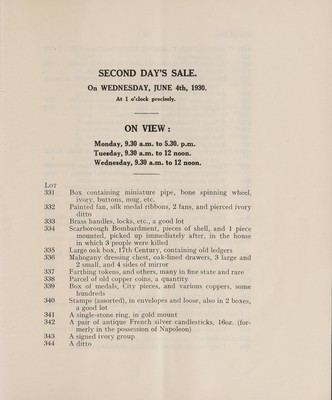 SECOND DAY'S SALE.
On WEDNESDAY, JUNE 4th, 1930.
At 1 o'clock precisely.
ON VIEW :
Monday, 9.30 a.m. to 5.30. p.m.
Tuesday, 9.30 a.m. to 12 noon.
Wednesday, 9.30 a.m. to 12 noon.
LOT
331 Box containing miniature pipe, bone spinning wheel,
ivory, buttons, mug, etc.
332 Painted fan, silk medal ribbons, 2 fans, and pierced ivory
ditto
333 Brass handles, locks, etc., a good lot
334 Scarborough Bombardment, pieces of shell, and 1 piece
mounted, picked up immediately after, in the home
in which 3 people were killed
335 Large oak box, 17th Century, containing old ledgers
336 Mahogany dressing chest, oak-lined drawers, 3 large and
2 small, and 4 sides of mirror
337 Farthing tokens, and others, many in fine state and rare
338 Parcel of old copper coins, a quantity
339 Box of medals, City pieces, and various coppers, some
hundreds
340 Stamps (assorted), in envelopes and loose, also in 2 boxes,
a good lot
341 A single-stone ring, in gold mount
342 A pair of antique French silver candlesticks, 16oz. (for-
merly in the possession of Napoleon)
343 A signed ivory group
344 A ditto